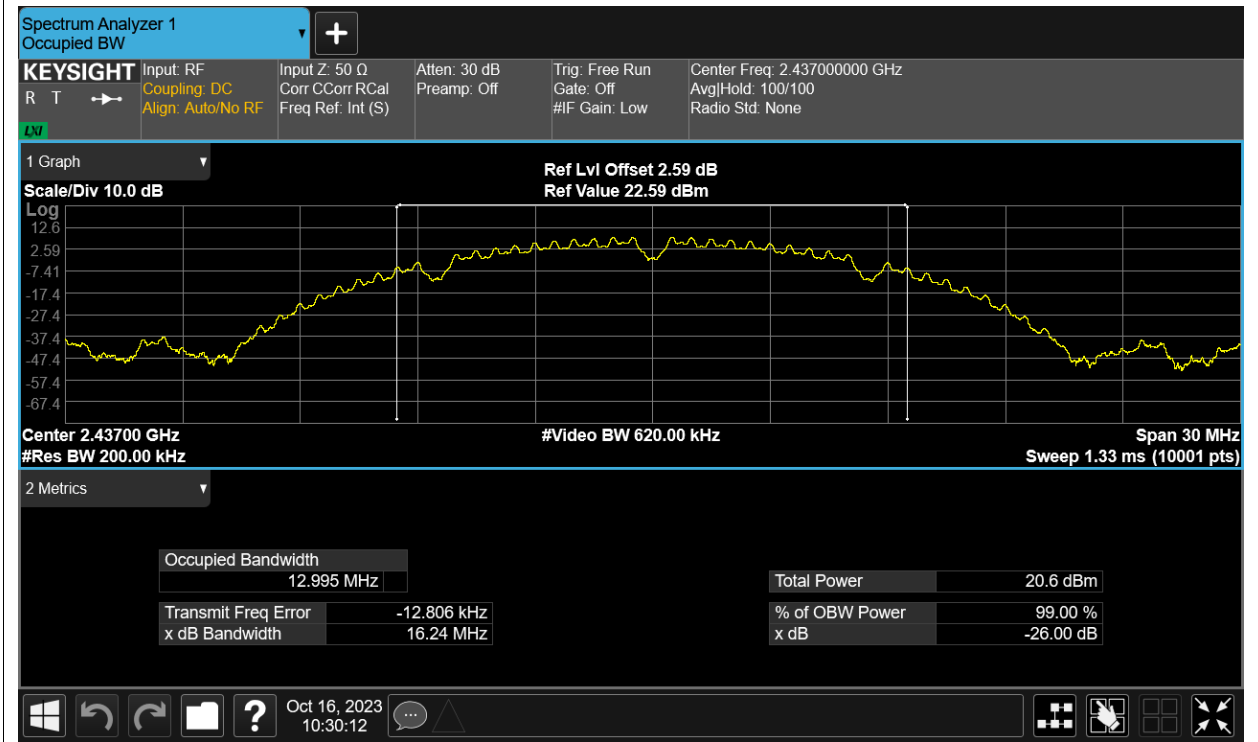 Spectrum Analyzer 1
Occupied BW
KEYSIGHT
R T
LXI
Input: RF
Coupling: DC
Align: Auto/No RF
Input Z: 50 Ω
Corr CCorr RCal
Freq Ref: Int (S)
Atten: 30 dB
Preamp: Off
Trig: Free Run
Gate: Off
#IF Gain: Low
Center Freq: 2.437000000 GHz
Avg|Hold: 100/100
Radio Std: None
1 Graph
Scale/Div 10.0 dB
Ref Lvl Offset 2.59 dB
Ref Value 22.59 dBm
Log
12.6
2.59
-7.41
-17.4
-27.4
-37.4
-47.4
-57.4
-67.4
Center 2.43700 GHz
#Res BW 200.00 kHz
#Video BW 620.00 kHz
Span 30 MHz
Sweep 1.33 ms (10001 pts)
2 Metrics
Occupied Bandwidth
12.995 MHz
Transmit Freq Error -12.806 kHz
x dB Bandwidth 16.24 MHz
Total Power 20.6 dBm
% of OBW Power 99.00 %
x dB -26.00 dB
?
Oct 16, 2023
10:30:12